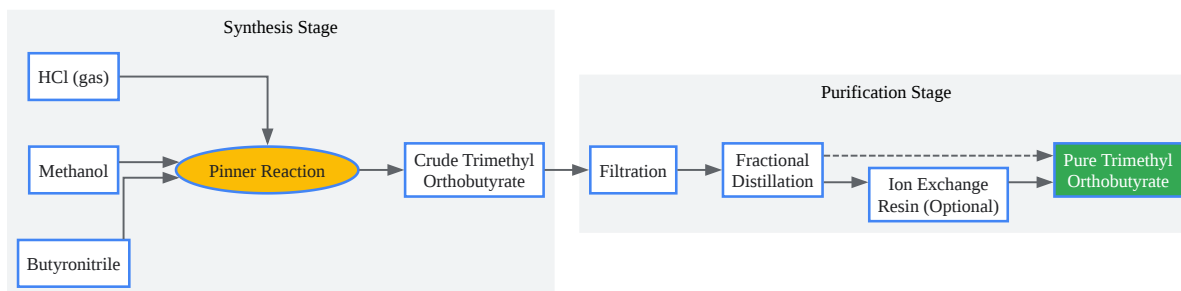 Synthesis Stage
HCl (gas)
Methanol
Butyronitrile
Pinner Reaction
Crude Trimethyl
Orthobutyrate
Purification Stage
Filtration
Fractional
Distillation
Ion Exchange
Resin (Optional)
Pure Trimethyl
Orthobutyrate